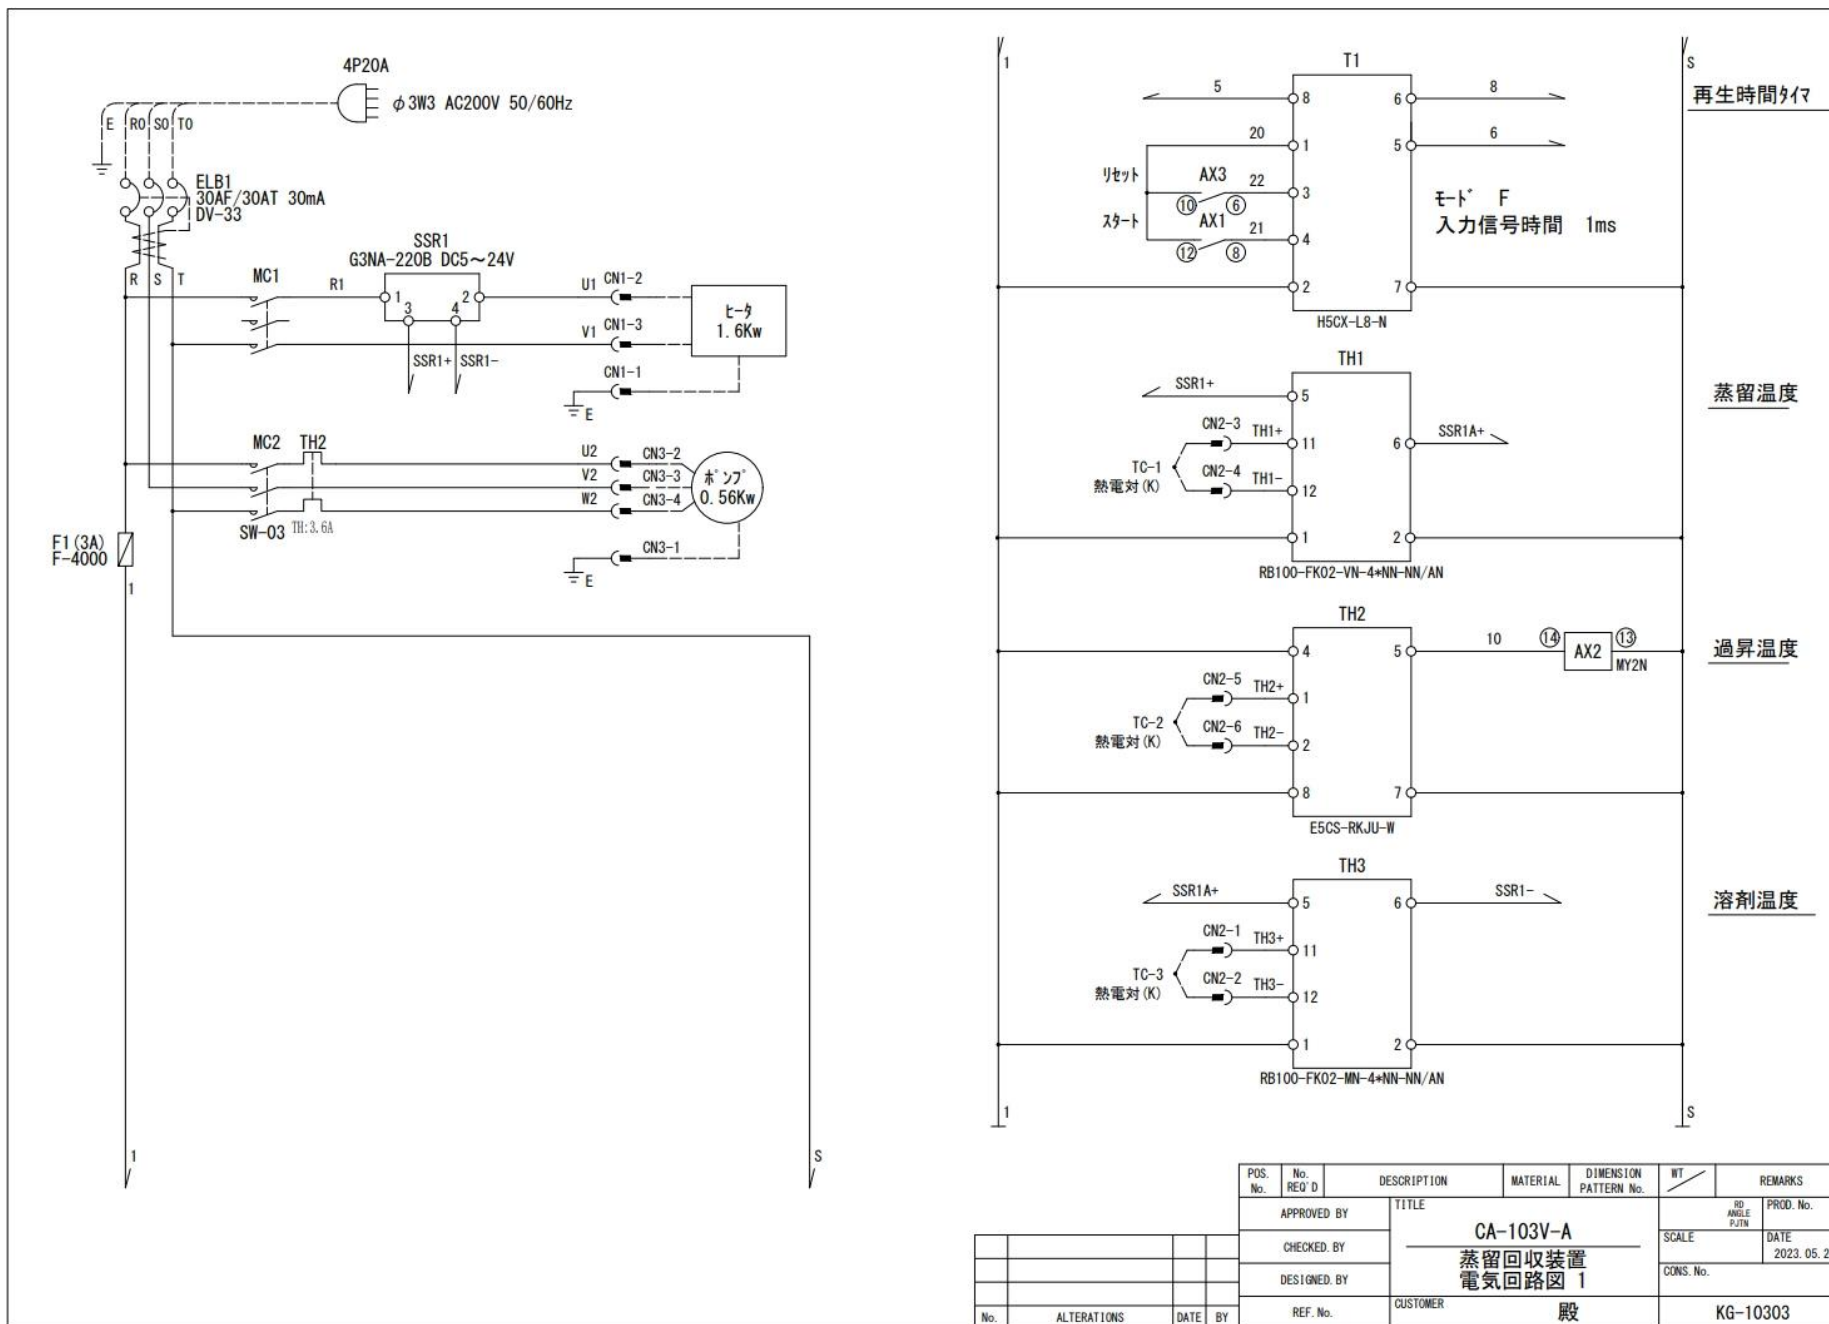 4P20A
φ3W3 AC200V 50/60Hz
E R0 S0 T0
ELB1
30AF/30AT 30mA
DV-33
R S T
MC1
R1
SSR1
G3NA-220B DC5～24V
1 2
3 4
SSR1+ SSR1-
U1 CN1-2
V1 CN1-3
CN1-1
E
ﾋｰﾀ
1.6Kw
MC2 TH2
SW-03 TH:3.6A
U2 CN3-2
V2 CN3-3
W2 CN3-4
CN3-1
E
ﾎﾟﾝﾌﾟ
0.56Kw
F1(3A)
F-4000
1
1
S
1
S
T1
再生時間ﾀｲﾏ
5 8 6 8
20 1 5 6
ﾘｾｯﾄ AX3 22 3
⑩ ⑥
ｽﾀｰﾄ AX1 21 4
⑫ ⑧
ﾓｰﾄﾞ F
入力信号時間 1ms
2 7
H5CX-L8-N
TH1
蒸留温度
SSR1+ 5
CN2-3 TH1+ 11 6 SSR1A+
TC-1 CN2-4 TH1- 12
熱電対(K)
1 2
RB100-FK02-VN-4*NN-NN/AN
TH2
過昇温度
4 5 10 ⑭ AX2 ⑬
MY2N
CN2-5 TH2+ 1
TC-2 CN2-6 TH2- 2
熱電対(K)
8 7
E5CS-RKJU-W
TH3
溶剤温度
SSR1A+ 5 6 SSR1-
CN2-1 TH3+ 11
TC-3 CN2-2 TH3- 12
熱電対(K)
1 2
RB100-FK02-MN-4*NN-NN/AN
1
S
POS. No.
No. REQ'D
DESCRIPTION
MATERIAL
DIMENSION
PATTERN No.
WT
REMARKS
APPROVED BY
TITLE
CA-103V-A
蒸留回収装置
電気回路図 1
RD
ANGLE
PJTN
PROD. No.
CHECKED. BY
SCALE
DATE
2023.05.2
DESIGNED. BY
CONS. No.
No. ALTERATIONS DATE BY
REF. No.
CUSTOMER
殿
KG-10303